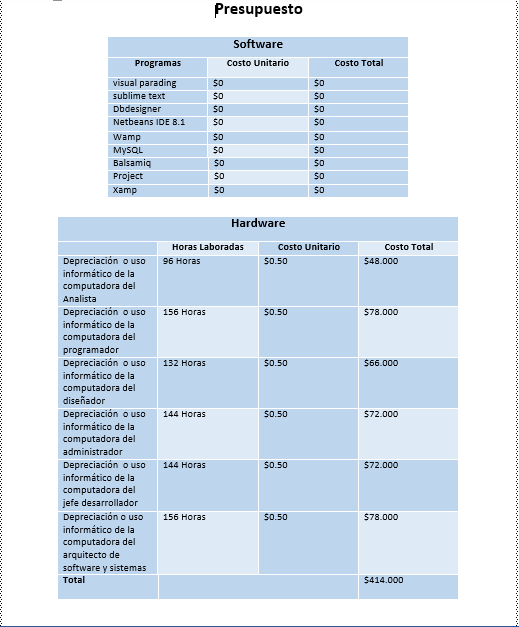 Presupuesto
Software
Programas Costo Unitario Costo Total
visual parading $0 $0
sublime text $0 $0
Dbdesigner $0 $0
Netbeans IDE 8.1 $0 $0
Wamp $0 $0
MySQL $0 $0
Balsamiq $0 $0
Project $0 $0
Xamp $0 $0
Hardware
Horas Laboradas Costo Unitario Costo Total
Depreciación o uso 96 Horas $0.50 $48.000
informático de la
computadora del
Analista
Depreciación o uso 156 Horas $0.50 $78.000
informático de la
computadora del
programador
Depreciación o uso 132 Horas $0.50 $66.000
informático de la
computadora del
diseñador
Depreciación o uso 144 Horas $0.50 $72.000
informático de la
computadora del
administrador
Depreciación o uso 144 Horas $0.50 $72.000
informático de la
computadora del
jefe desarrollador
Depreciación o uso 156 Horas $0.50 $78.000
informático de la
computadora del
arquitecto de
software y sistemas
Total $414.000